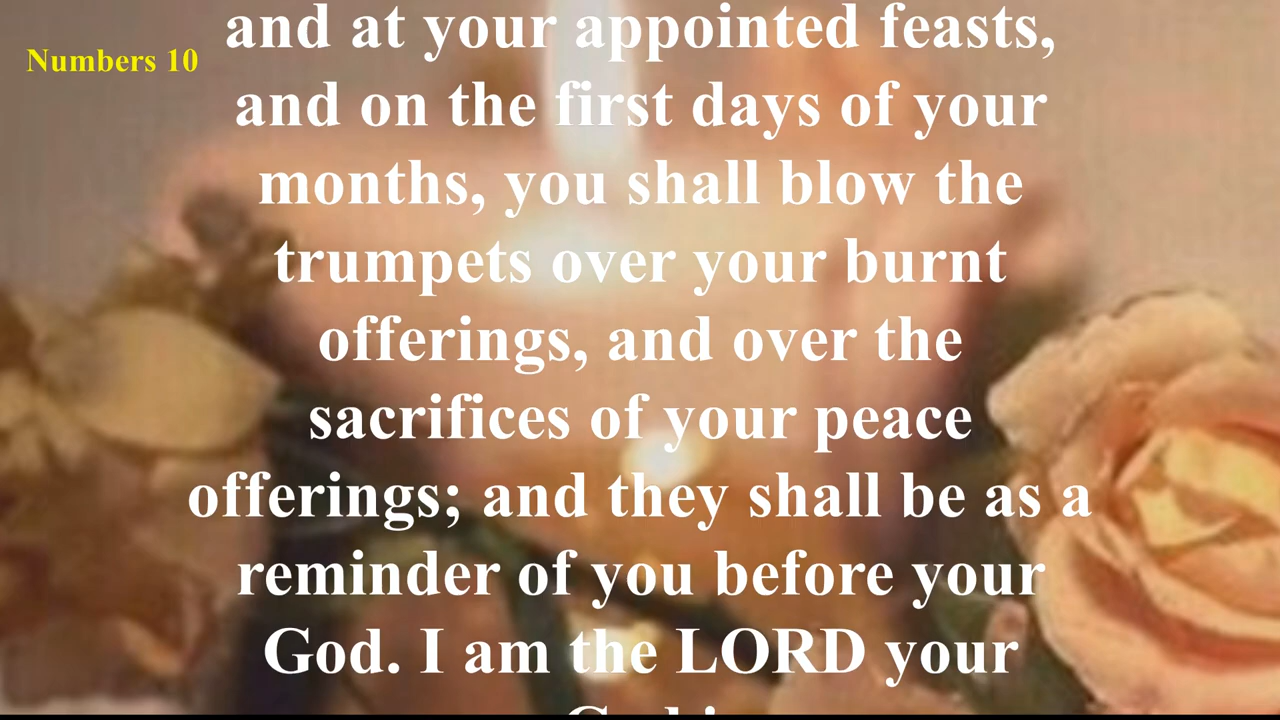 Numbers 10
and at your appointed feasts,
and on the first days of your
months, you shall blow the
trumpets over your burnt
offerings, and over the
sacrifices of your peace
offerings; and they shall be as a
reminder of you before your
God. I am the LORD your